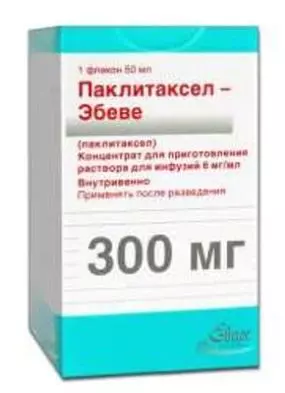 1 флакон 50 мл
Паклитаксел –
Эбеве
(паклитаксел)
Концентрат для приготовления
раствора для инфузий 6 мг/мл
Внутривенно
Применять после разведения
300 мг